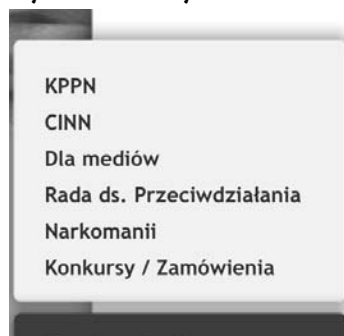 KPPN
CINN
Dla mediów
Rada ds. Przeciwdziałania
Narkomanii
Konkursy / Zamówienia